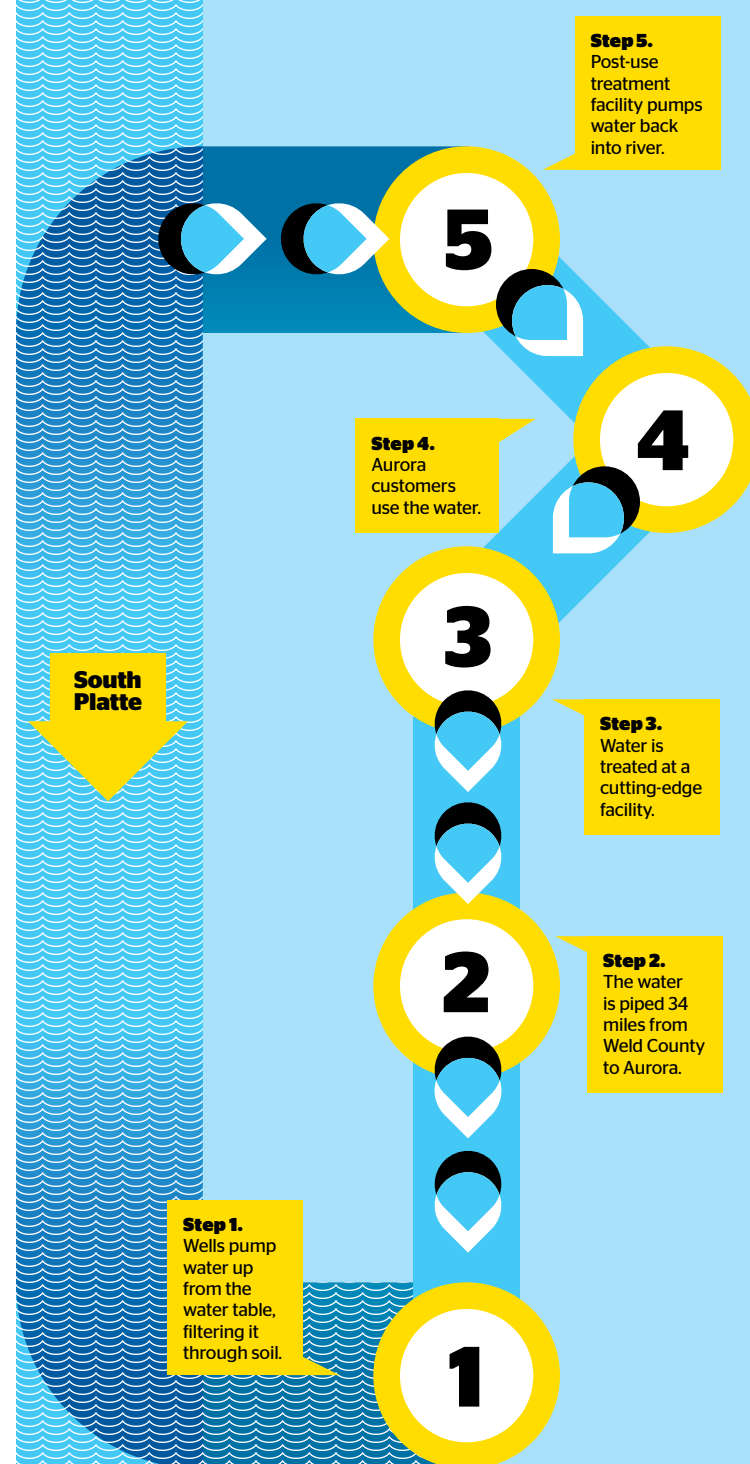 Step 5.
Post-use
treatment
facility pumps
water back
into river.
5
4
Step 4.
Aurora
customers
use the water.
3
South
Platte
Step 3.
Water is
treated at a
cutting-edge
facility.
2
Step 2.
The water
is piped 34
miles from
Weld County
to Aurora.
Step 1.
Wells pump
water up
from the
water table,
filtering it
through soil.
1